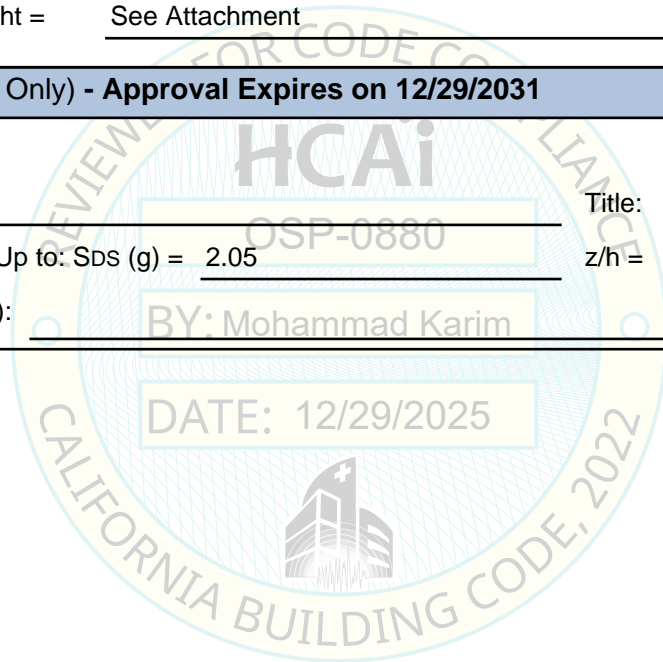 ht = See Attachment
Only) - Approval Expires on 12/29/2031
REVIEWED FOR CODE COMPLIANCE
HCAi
Title:
OSP-0880
Up to: SDS (g) = 2.05 z/h =
):
BY: Mohammad Karim
DATE: 12/29/2025
CALIFORNIA BUILDING CODE, 2022